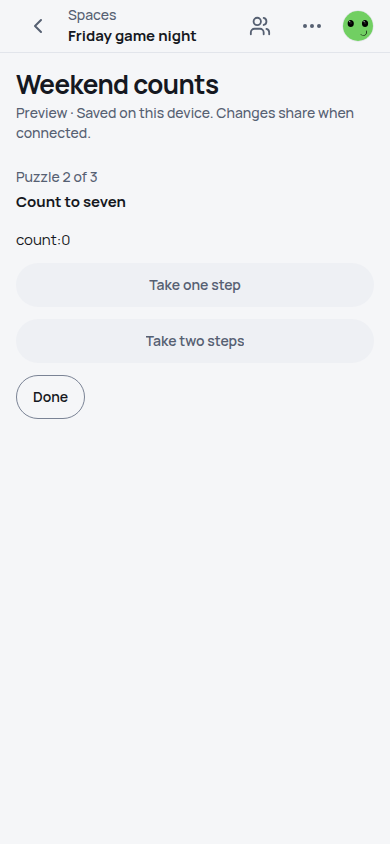 Spaces
Friday game night
Weekend counts
Preview · Saved on this device. Changes share when
connected.
Puzzle 2 of 3
Count to seven
count:0
Take one step
Take two steps
Done